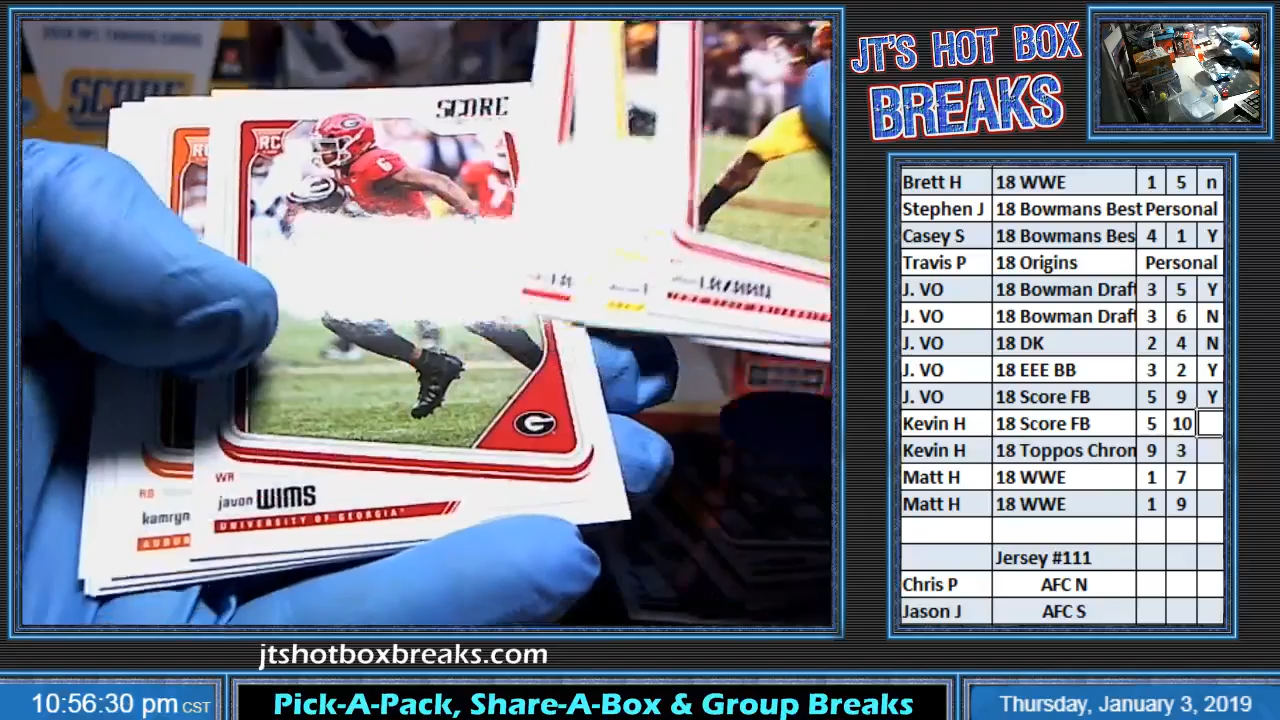 JT'S HOT BOX
BREAKS
SCORE
SCORE
RC
RC
6
G
WR
javon WIMS
UNIVERSITY OF GEORGIA
RB
kamryn
AUBUR
Brett H 18 WWE 1 5 n
Stephen J 18 Bowmans Best Personal
Casey S 18 Bowmans Bes 4 1 Y
Travis P 18 Origins Personal
J. VO 18 Bowman Draf 3 5 Y
J. VO 18 Bowman Draf 3 6 N
J. VO 18 DK 2 4 N
J. VO 18 EEE BB 3 2 Y
J. VO 18 Score FB 5 9 Y
Kevin H 18 Score FB 5 10
Kevin H 18 Toppos Chron 9 3
Matt H 18 WWE 1 7
Matt H 18 WWE 1 9
Jersey #111
Chris P AFC N
Jason J AFC S
jtshotboxbreaks.com
10:56:30 pm CST
Pick-A-Pack, Share-A-Box & Group Breaks
Thursday, January 3, 2019